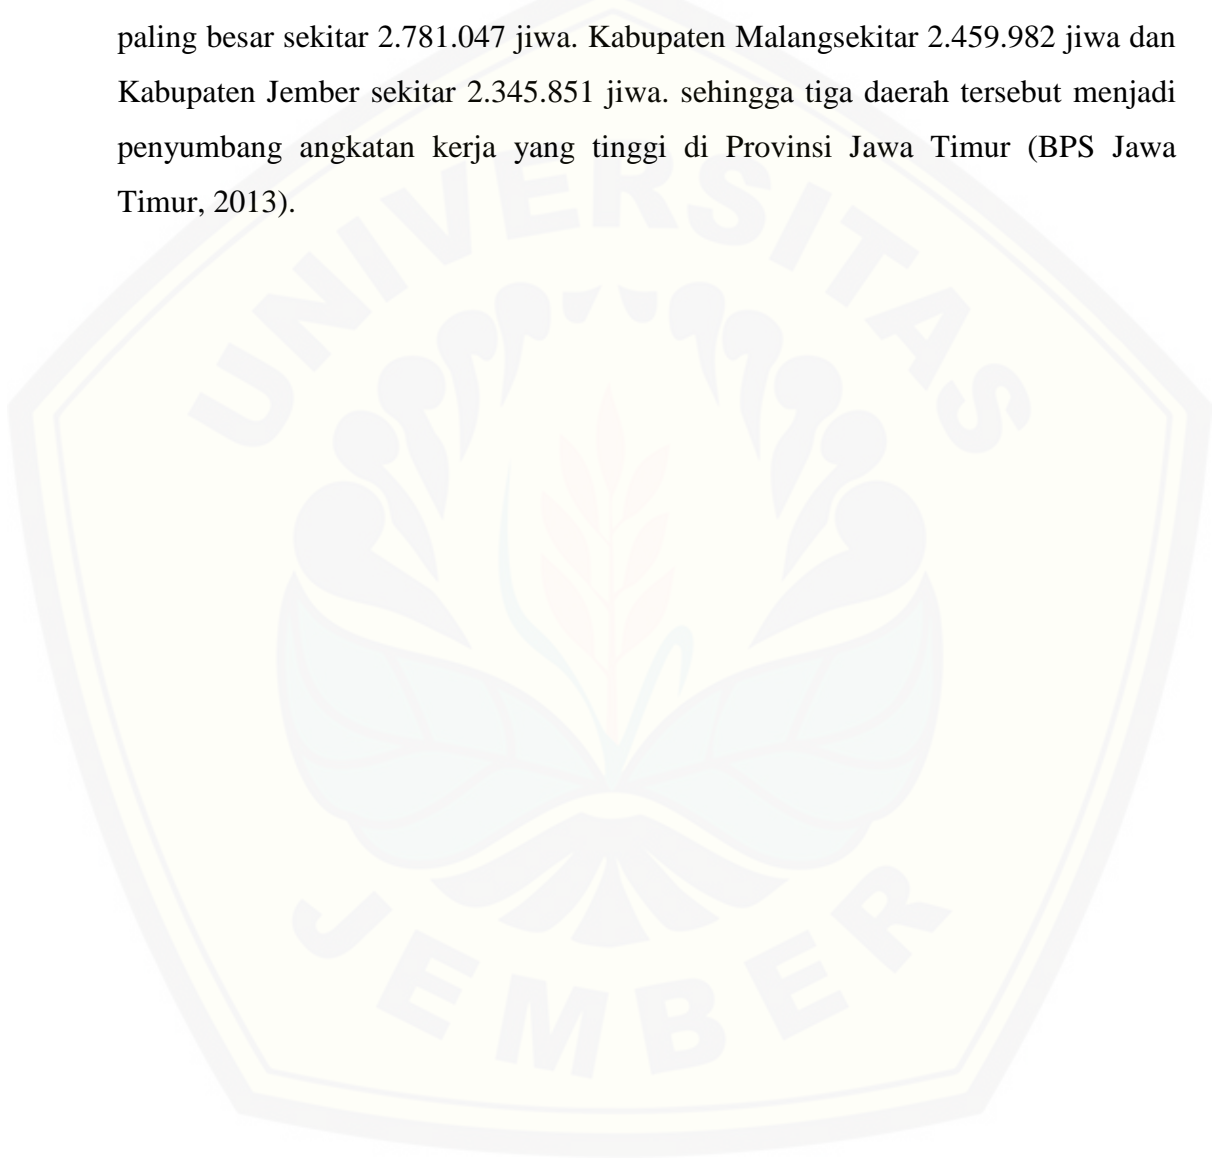 paling besar sekitar 2.781.047 jiwa. Kabupaten Malangsekitar 2.459.982 jiwa dan
Kabupaten Jember sekitar 2.345.851 jiwa. sehingga tiga daerah tersebut menjadi
penyumbang angkatan kerja yang tinggi di Provinsi Jawa Timur (BPS Jawa
Timur, 2013).
UNIVERSITAS
JEMBER